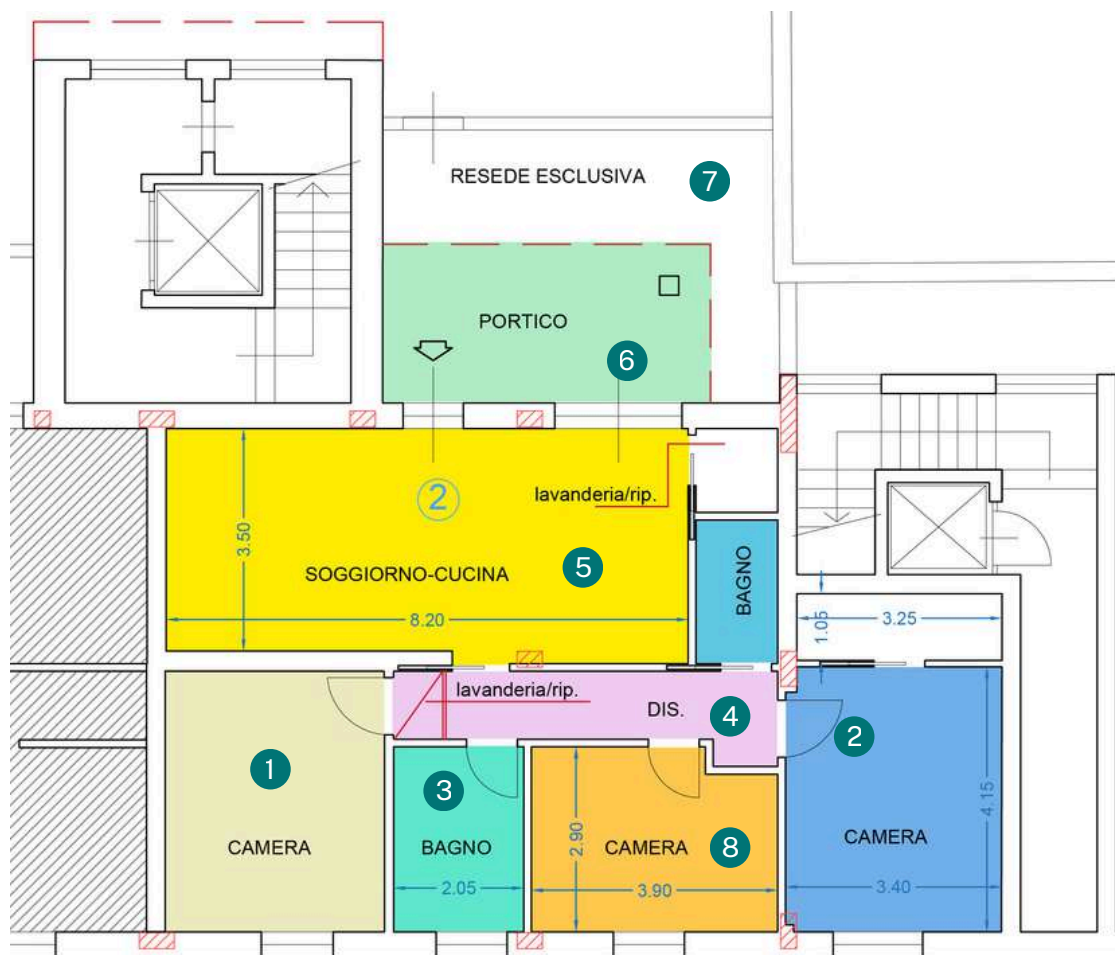 RESEDE ESCLUSIVA
7
PORTICO
6
2
lavanderia/rip.
3.50
SOGGIORNO-CUCINA
5
BAGNO
8.20
1.05
3.25
lavanderia/rip.
DIS.
4
2
1
3
4.15
2.90
CAMERA
BAGNO
CAMERA
8
CAMERA
2.05
3.90
3.40